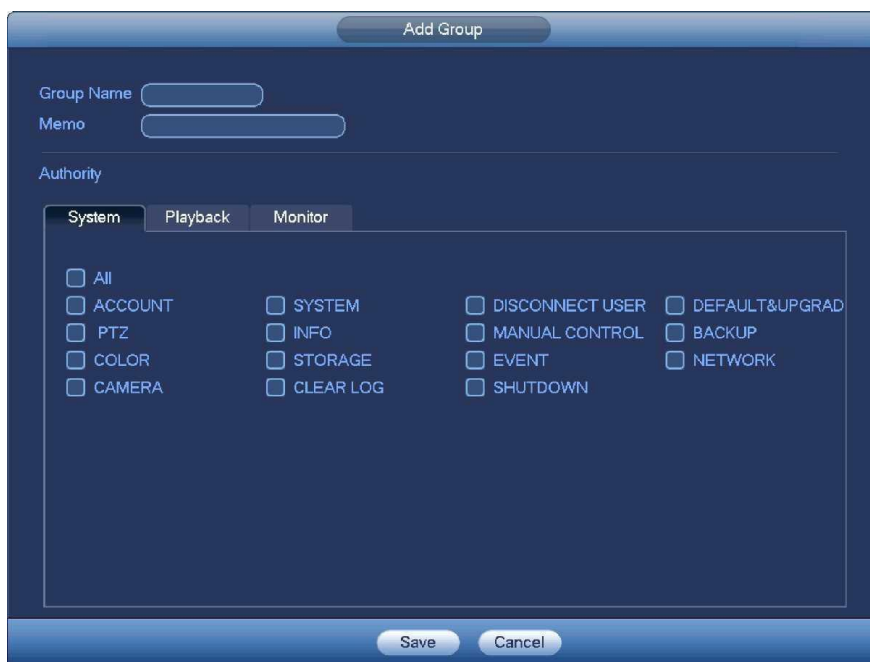 Add Group
Group Name
Memo
Authority
System Playback Monitor
All
ACCOUNT SYSTEM DISCONNECT USER DEFAULT&UPGRAD
PTZ INFO MANUAL CONTROL BACKUP
COLOR STORAGE EVENT NETWORK
CAMERA CLEAR LOG SHUTDOWN
Save Cancel